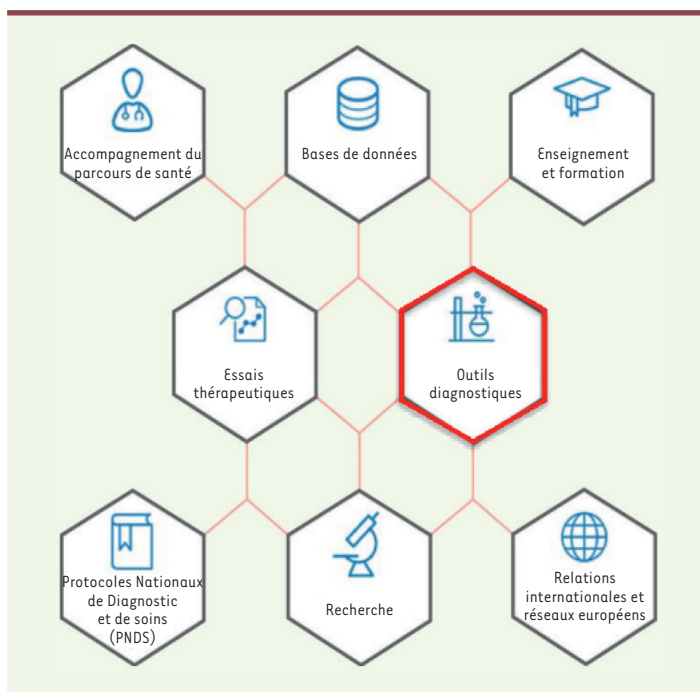 Accompagnement du
parcours de santé
Bases de données
Enseignement
et formation
Essais
thérapeutiques
Outils
diagnostiques
Protocoles Nationaux
de Diagnostic
et de soins
(PNDS)
Recherche
Relations
internationales et
réseaux européens